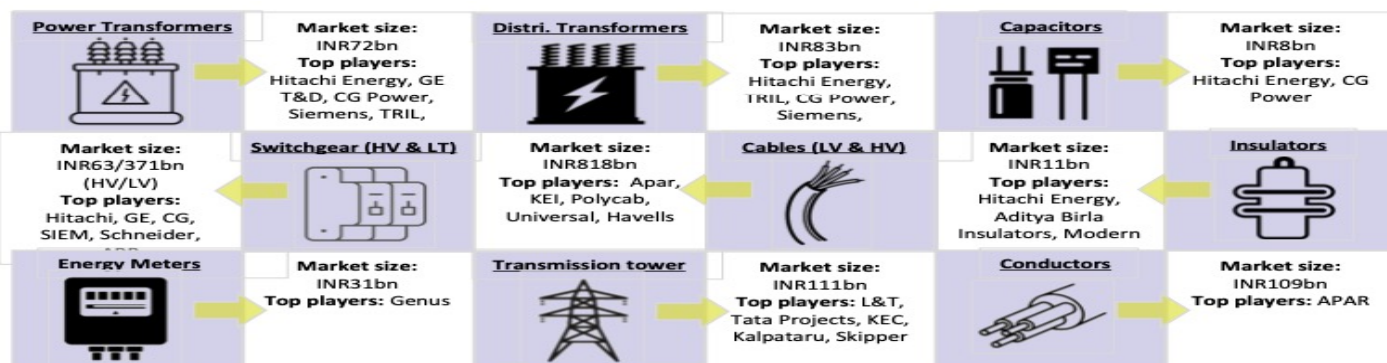 Power Transformers
Market size:
INR72bn
Top players:
Hitachi Energy, GE
T&D, CG Power,
Siemens, TRIL,
Distri. Transformers
Market size:
INR83bn
Top players:
Hitachi Energy,
TRIL, CG Power,
Siemens,
Capacitors
Market size:
INR8bn
Top players:
Hitachi Energy, CG
Power
Market size:
INR63/371bn
(HV/LV)
Top players:
Hitachi, GE, CG,
SIEM, Schneider,
Switchgear (HV & LT)
Market size:
INR818bn
Top players: Apar,
KEI, Polycab,
Universal, Havells
Cables (LV & HV)
Market size:
INR11bn
Top players:
Hitachi Energy,
Aditya Birla
Insulators, Modern
Insulators
Energy Meters
Market size:
INR31bn
Top players: Genus
Transmission tower
Market size:
INR111bn
Top players: L&T,
Tata Projects, KEC,
Kalpataru, Skipper
Conductors
Market size:
INR109bn
Top players: APAR